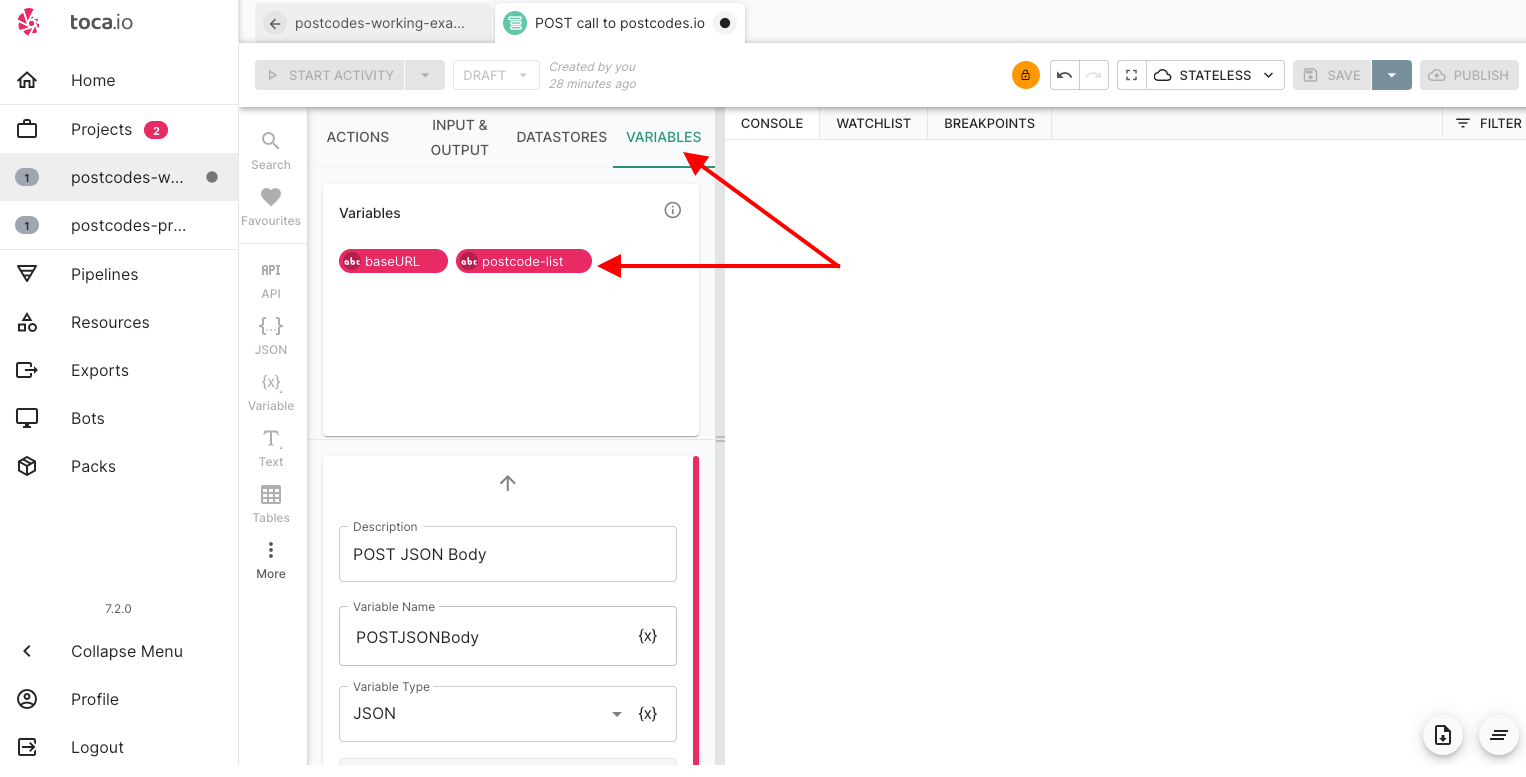 toca.io
Home
Projects 2
1 postcodes-w...
1 postcodes-pr...
Pipelines
Resources
Exports
Bots
Packs
7.2.0
Collapse Menu
Profile
Logout
postcodes-working-exa...
POST call to postcodes.io
START ACTIVITY
DRAFT
Created by you
28 minutes ago
STATELESS
SAVE
PUBLISH
Search
Favourites
API
API
{...}
JSON
{x}
Variable
T
Text
Tables
More
ACTIONS
INPUT &
OUTPUT
DATASTORES
VARIABLES
Variables
abc baseURL
abc postcode-list
Description
POST JSON Body
Variable Name
POSTJSONBody {x}
Variable Type
JSON {x}
CONSOLE
WATCHLIST
BREAKPOINTS
FILTER